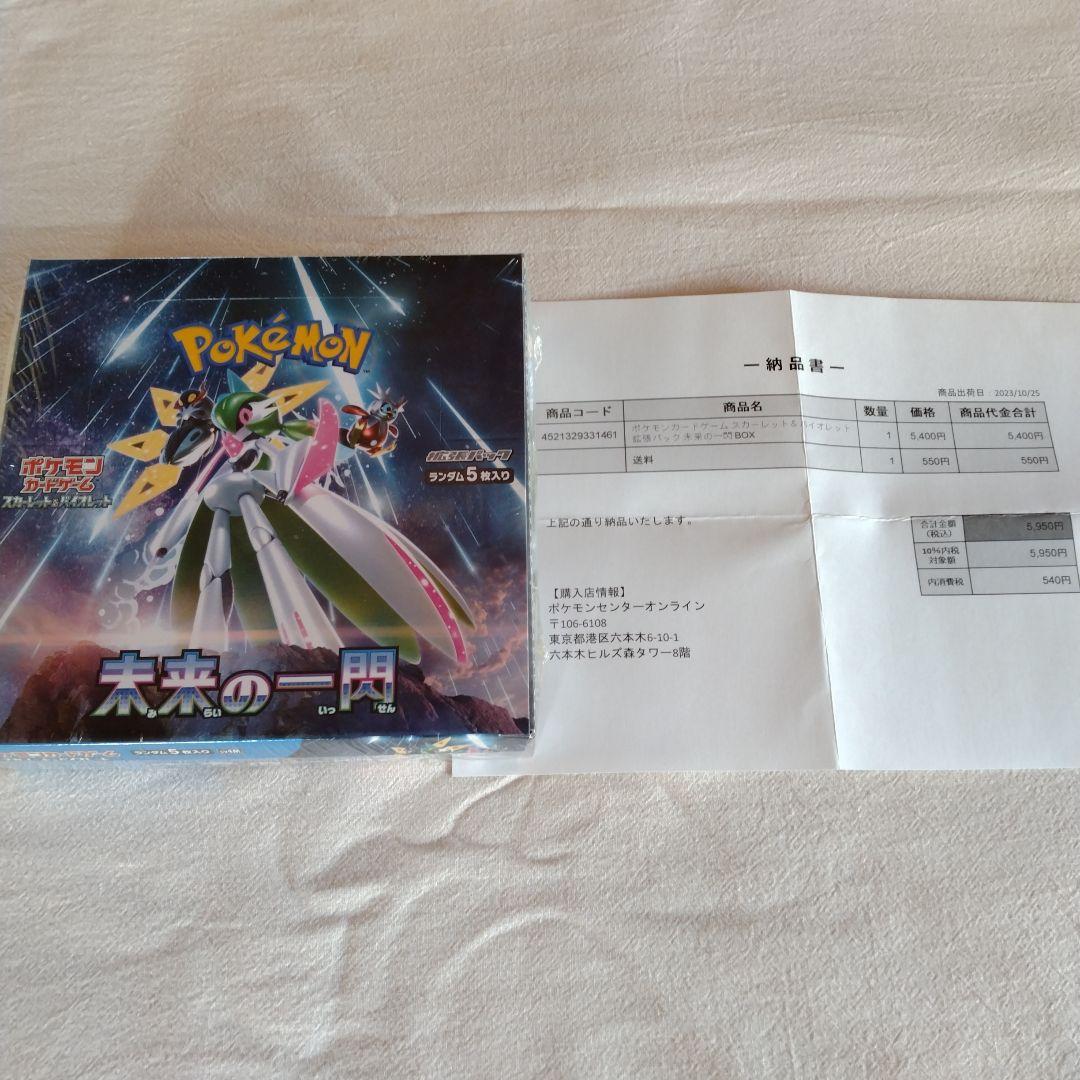 POKéMON
TM
ポケモン
カードゲーム
スカーレット&バイオレット
拡張パック
ランダム5枚入り
未来の一閃
み らい いっ せん
ランダム5枚入り sv4M
ー 納 品 書 ー
商品出荷日:2023/10/25
商品コード 商品名 数量 価格 商品代金合計
4521329331461 ポケモンカードゲーム スカーレット&バイオレット
拡張パック 未来の一閃 BOX 1 5,400円 5,400円
送料 1 550円 550円
上記の通り納品いたします。
合計金額
(税込) 5,950円
10%内税
対象額 5,950円
内消費税 540円
【購入店情報】
ポケモンセンターオンライン
〒106-6108
東京都港区六本木6-10-1
六本木ヒルズ森タワー8階